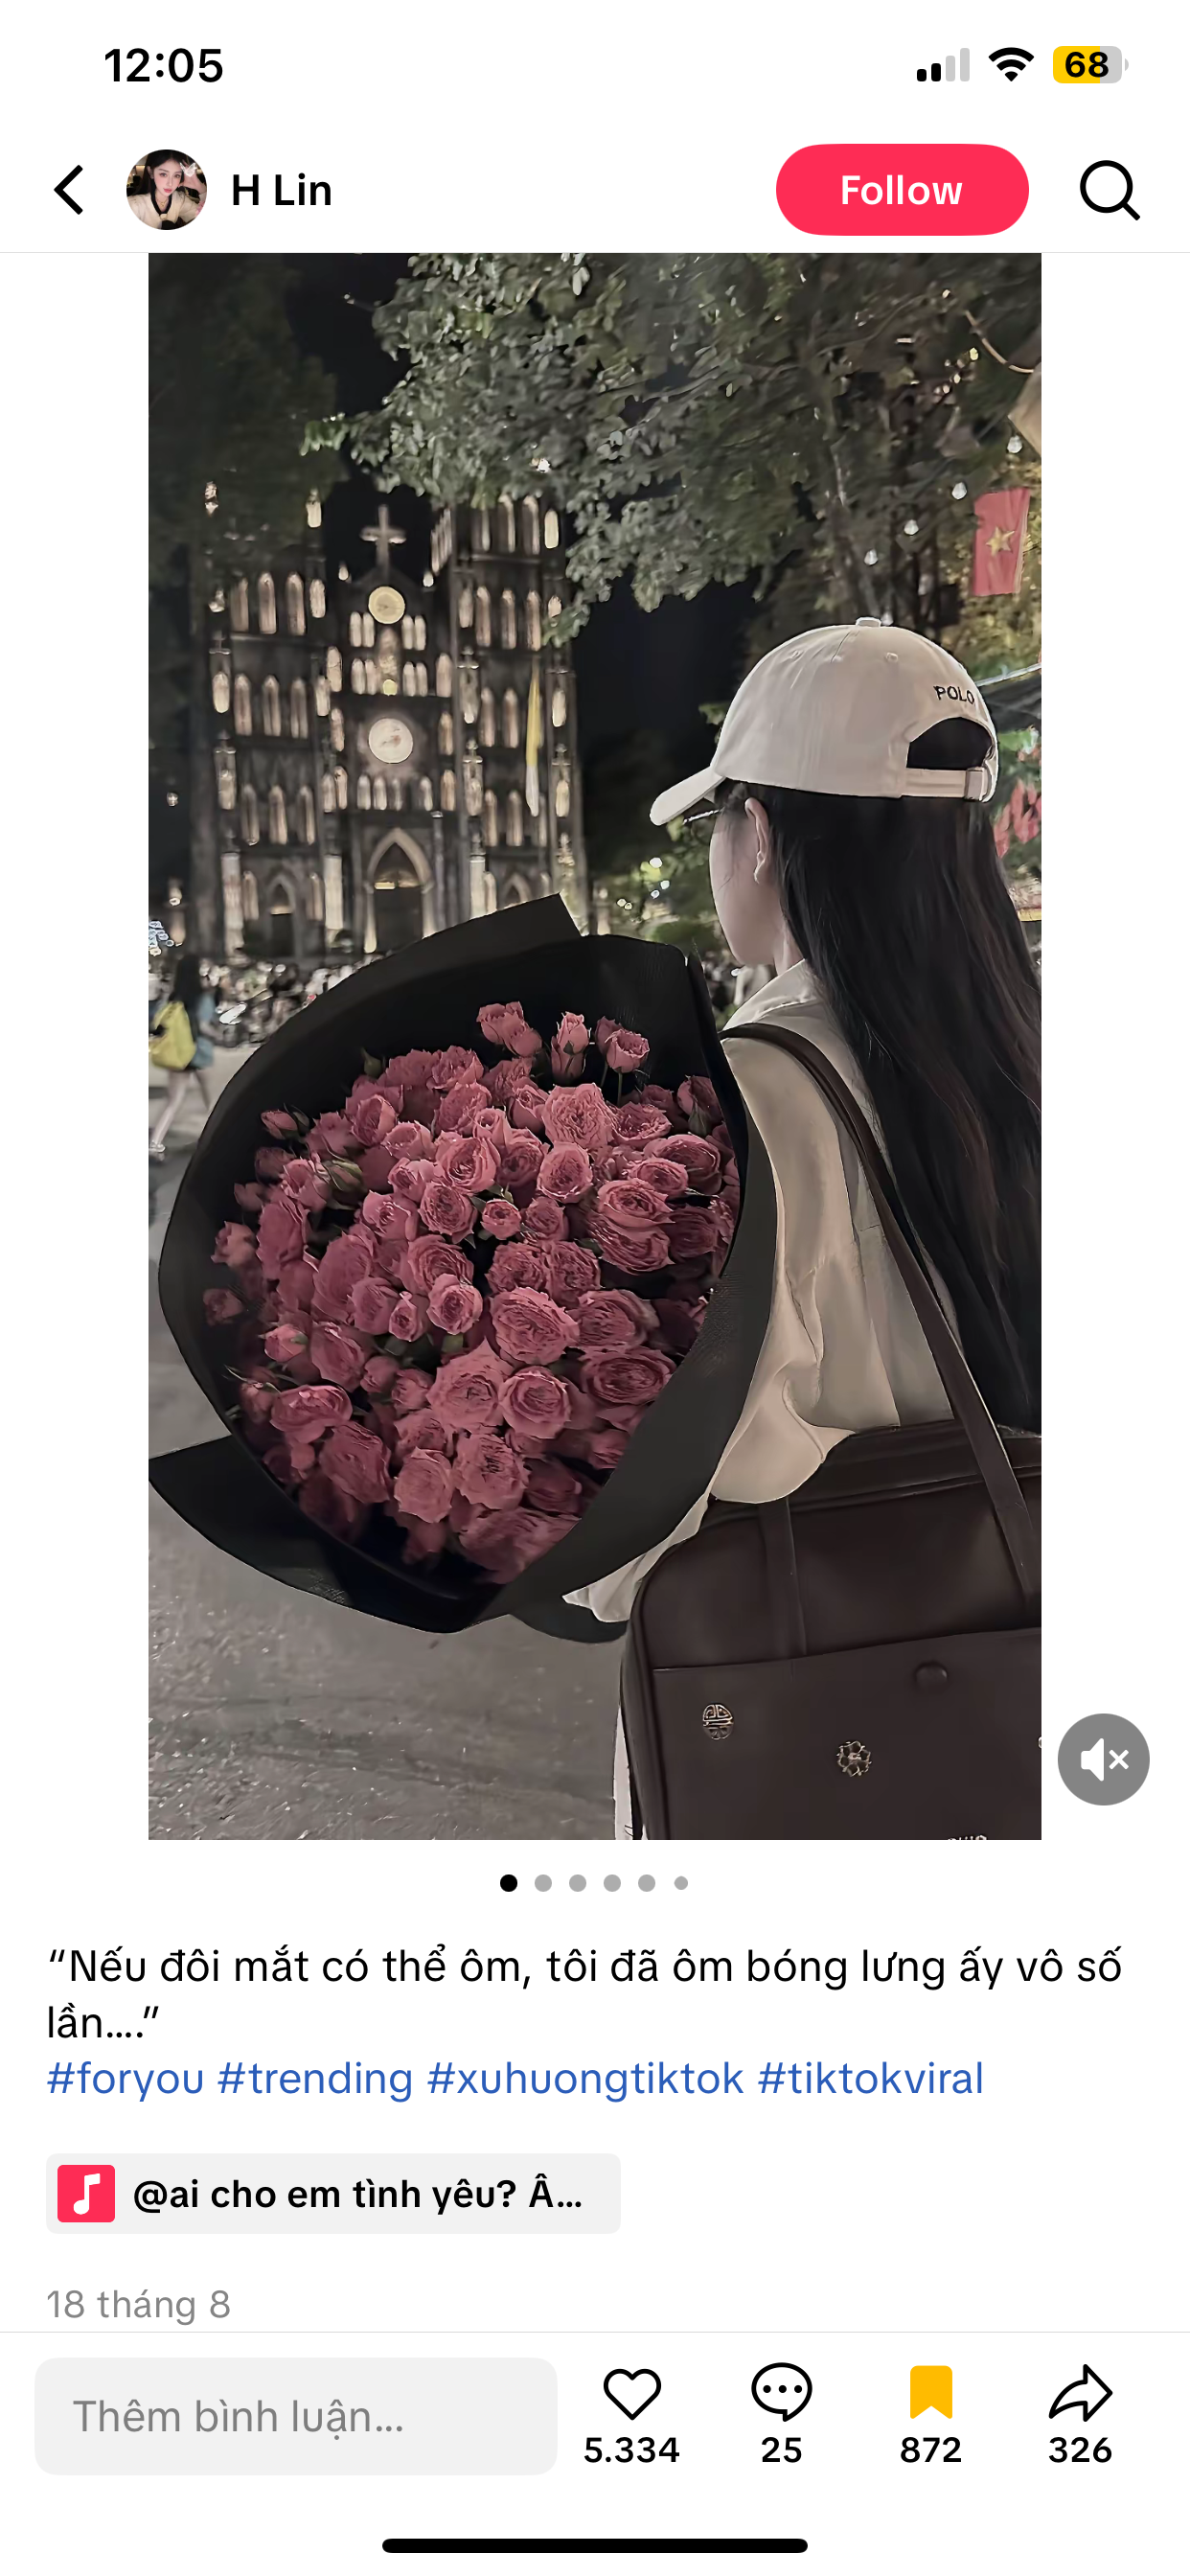 12:05
68
H Lin
Follow
POLO
“Nếu đôi mắt có thể ôm, tôi đã ôm bóng lưng ấy vô số
lần....”
#foryou #trending #xuhuongtiktok #tiktokviral
@ai cho em tình yêu? Â...
18 tháng 8
Thêm bình luận...
5.334
25
872
326